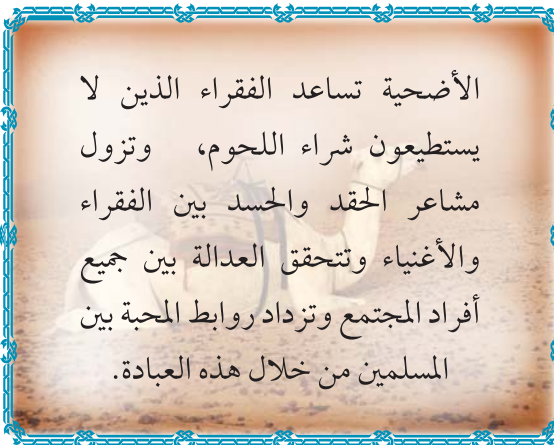 الأضحية تساعد الفقراء الذين لا
يستطيعون شراء اللحوم، وتزول
مشاعر الحقد والحسد بين الفقراء
والأغنياء وتتحقق العدالة بين جميع
أفراد المجتمع وتزداد روابط المحبة بين
المسلمين من خلال هذه العبادة.